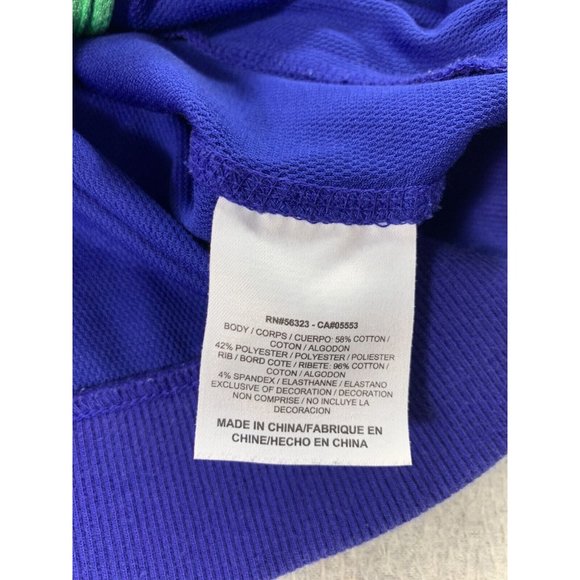 RN#56323 - CA#05553
BODY / CORPS / CUERPO: 58% COTTON /
COTON / ALGODON
42% POLYESTER / POLYESTER / POLIESTER
RIB / BORD COTE / RIBETE: 96% COTTON /
COTON / ALGODON
4% SPANDEX / ELASTHANNE / ELASTANO
EXCLUSIVE OF DECORATION / DECORATION
NON COMPRISE / NO INCLUYE LA
DECORACION
MADE IN CHINA/FABRIQUE EN
CHINE/HECHO EN CHINA